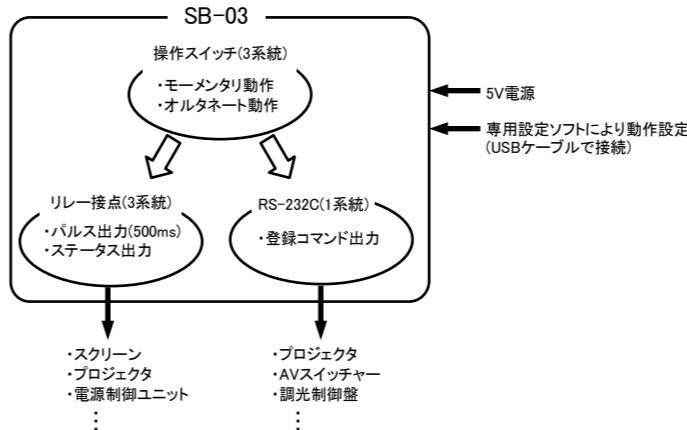 SB-03
操作スイッチ(3系統)
・モーメンタリ動作
・オルタネート動作
5V電源
専用設定ソフトにより動作設定
(USBケーブルで接続)
リレー接点(3系統)
・パルス出力(500ms)
・ステータス出力
RS-232C(1系統)
・登録コマンド出力
・スクリーン
・プロジェクタ
・電源制御ユニット
・プロジェクタ
・AVスイッチャー
・調光制御盤